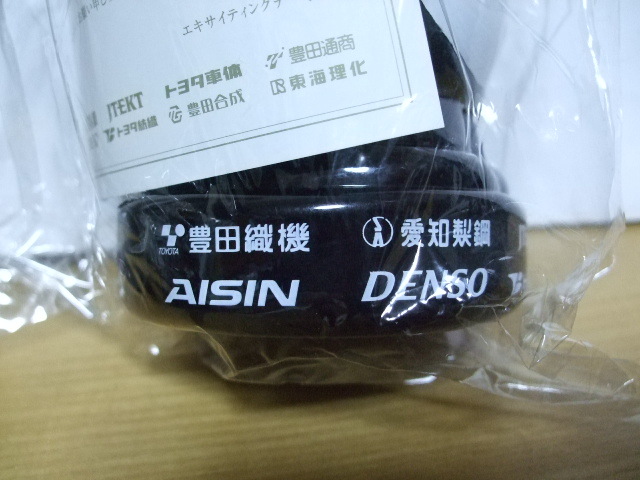 エキサイティングブー
JTEKT トヨタ車体 豊田通商
トヨタ紡織 豊田合成 東海理化
TOYOTA 豊田織機 愛知製鋼
AISIN DENSO